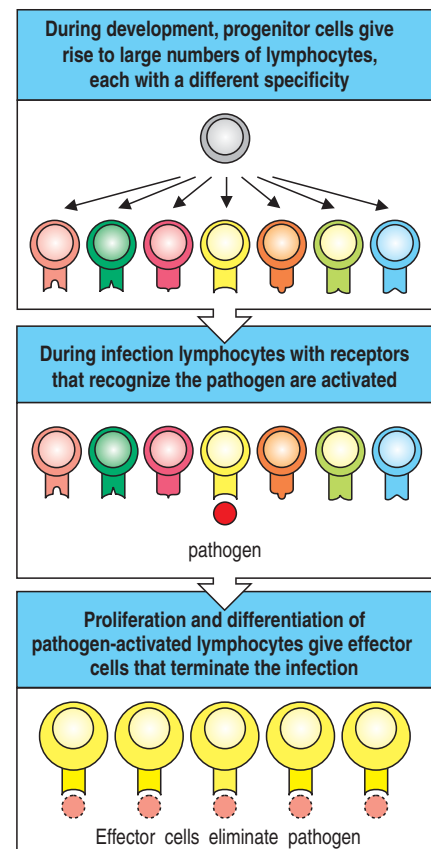 During development, progenitor cells give
rise to large numbers of lymphocytes,
each with a different specificity
During infection lymphocytes with receptors
that recognize the pathogen are activated
pathogen
Proliferation and differentiation of
pathogen-activated lymphocytes give effector
cells that terminate the infection
Effector cells eliminate pathogen